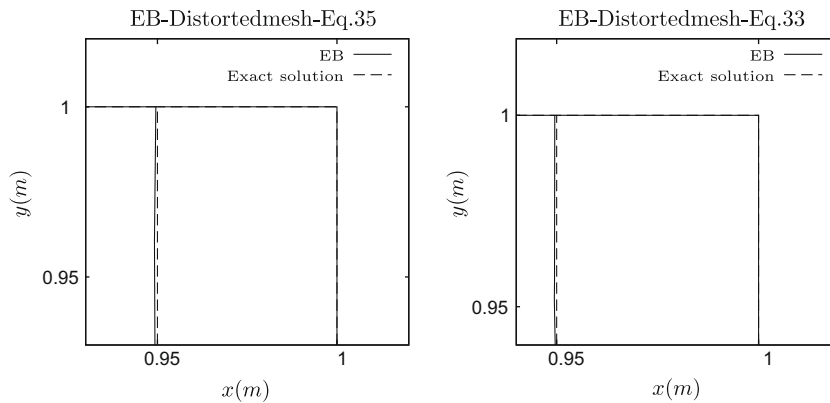 EB-Distortedmesh-Eq.35
EB
Exact solution
1
0.95
y(m)
0.95
1
x(m)
EB-Distortedmesh-Eq.33
EB
Exact solution
1
0.95
y(m)
0.95
1
x(m)